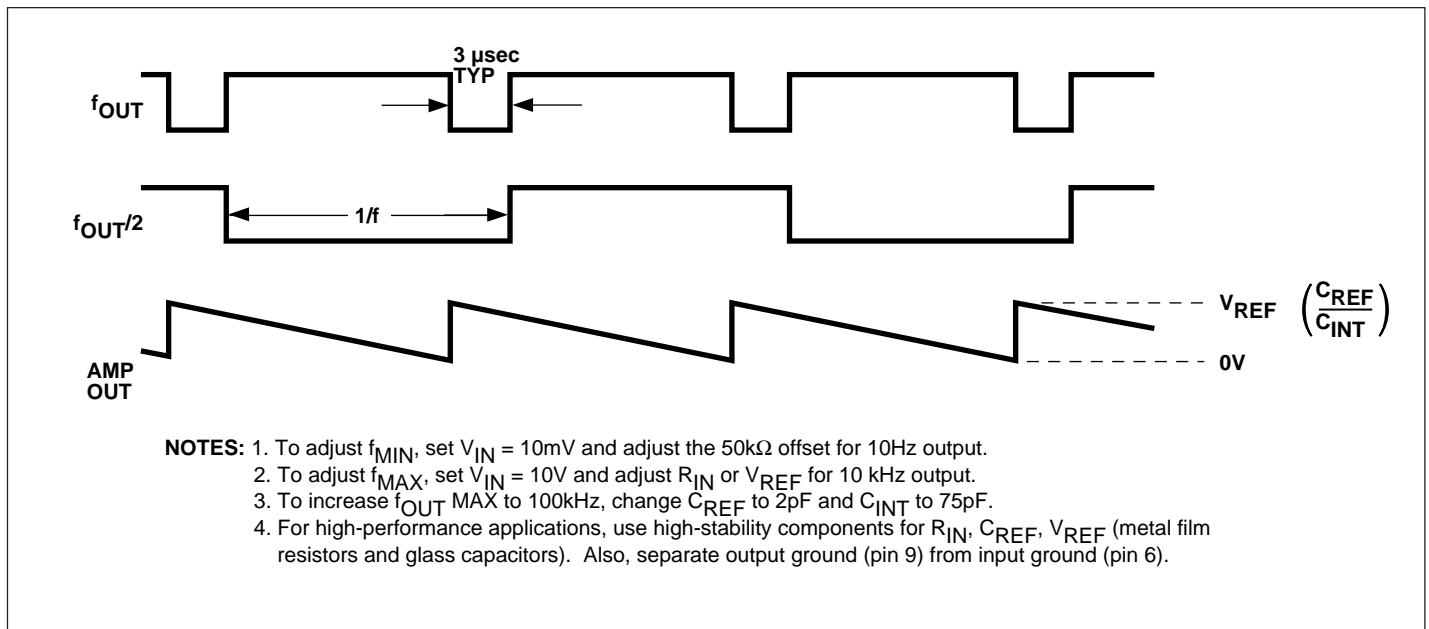 3 µsec
TYP
fOUT
1/f
fOUT/2
VREF (CREF/CINT)
0V
AMP
OUT
NOTES: 1. To adjust fMIN, set VIN = 10mV and adjust the 50kΩ offset for 10Hz output.
2. To adjust fMAX, set VIN = 10V and adjust RIN or VREF for 10 kHz output.
3. To increase fOUT MAX to 100kHz, change CREF to 2pF and CINT to 75pF.
4. For high-performance applications, use high-stability components for RIN, CREF, VREF (metal film
resistors and glass capacitors). Also, separate output ground (pin 9) from input ground (pin 6).